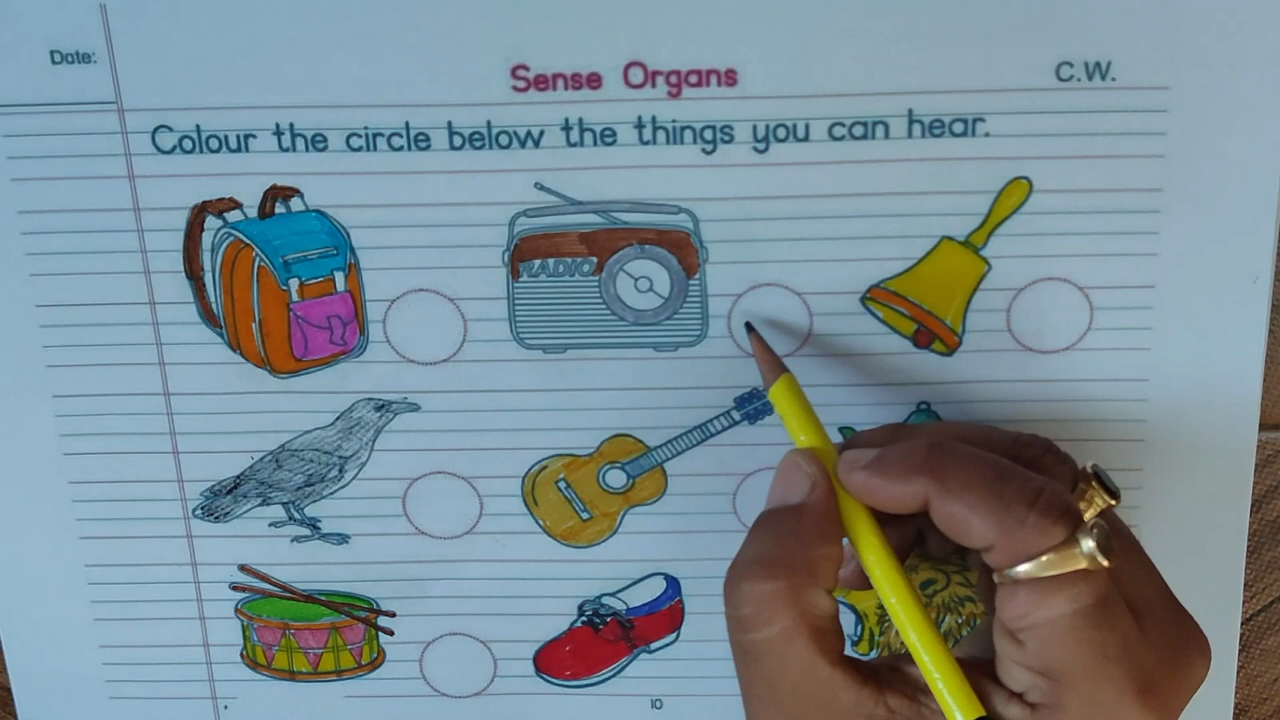 Date:
Sense Organs
C.W.
Colour the circle below the things you can hear.
RADIO
10